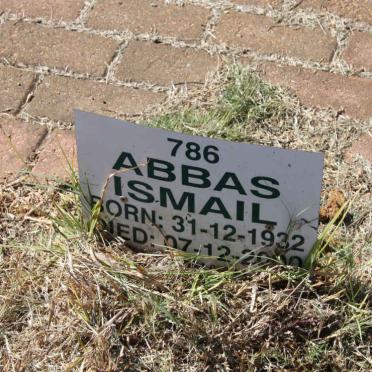 786
ABBAS
ISMAIL
BORN: 31-12-1932
DIED: 07-12-